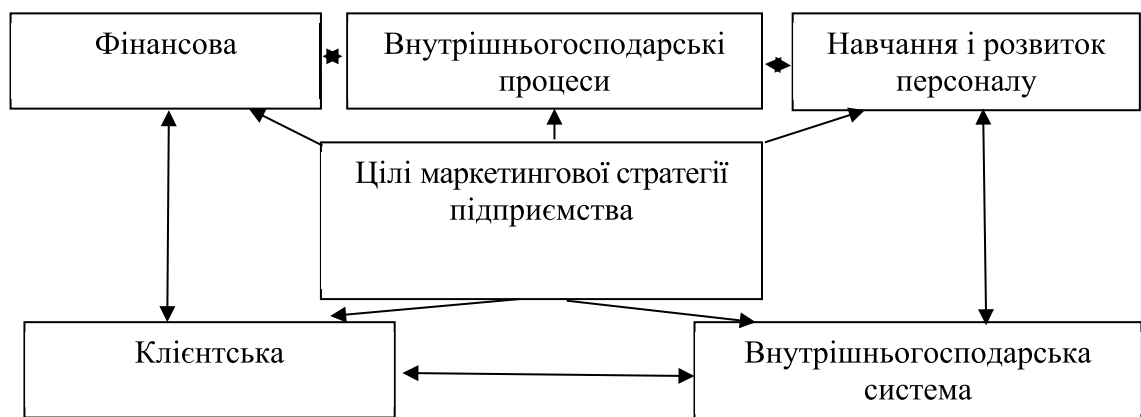 Фінансова
Внутрішньогосподарські
процеси
Навчання і розвиток
персоналу
Цілі маркетингової стратегії
підприємства
Клієнтська
Внутрішньогосподарська
система